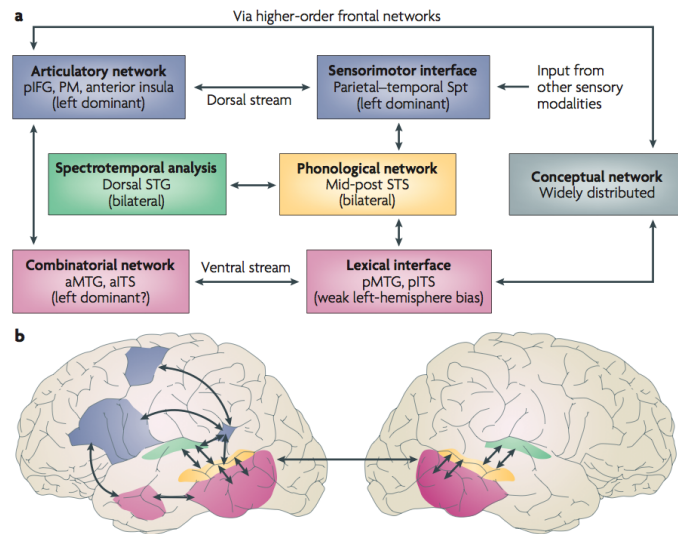 a
Via higher-order frontal networks
Articulatory network
pIFG, PM, anterior insula
(left dominant)
Dorsal stream
Sensorimotor interface
Parietal–temporal Spt
(left dominant)
Input from
other sensory
modalities
Spectrotemporal analysis
Dorsal STG
(bilateral)
Phonological network
Mid-post STS
(bilateral)
Conceptual network
Widely distributed
Combinatorial network
aMTG, aITS
(left dominant?)
Ventral stream
Lexical interface
pMTG, pITS
(weak left-hemisphere bias)
b